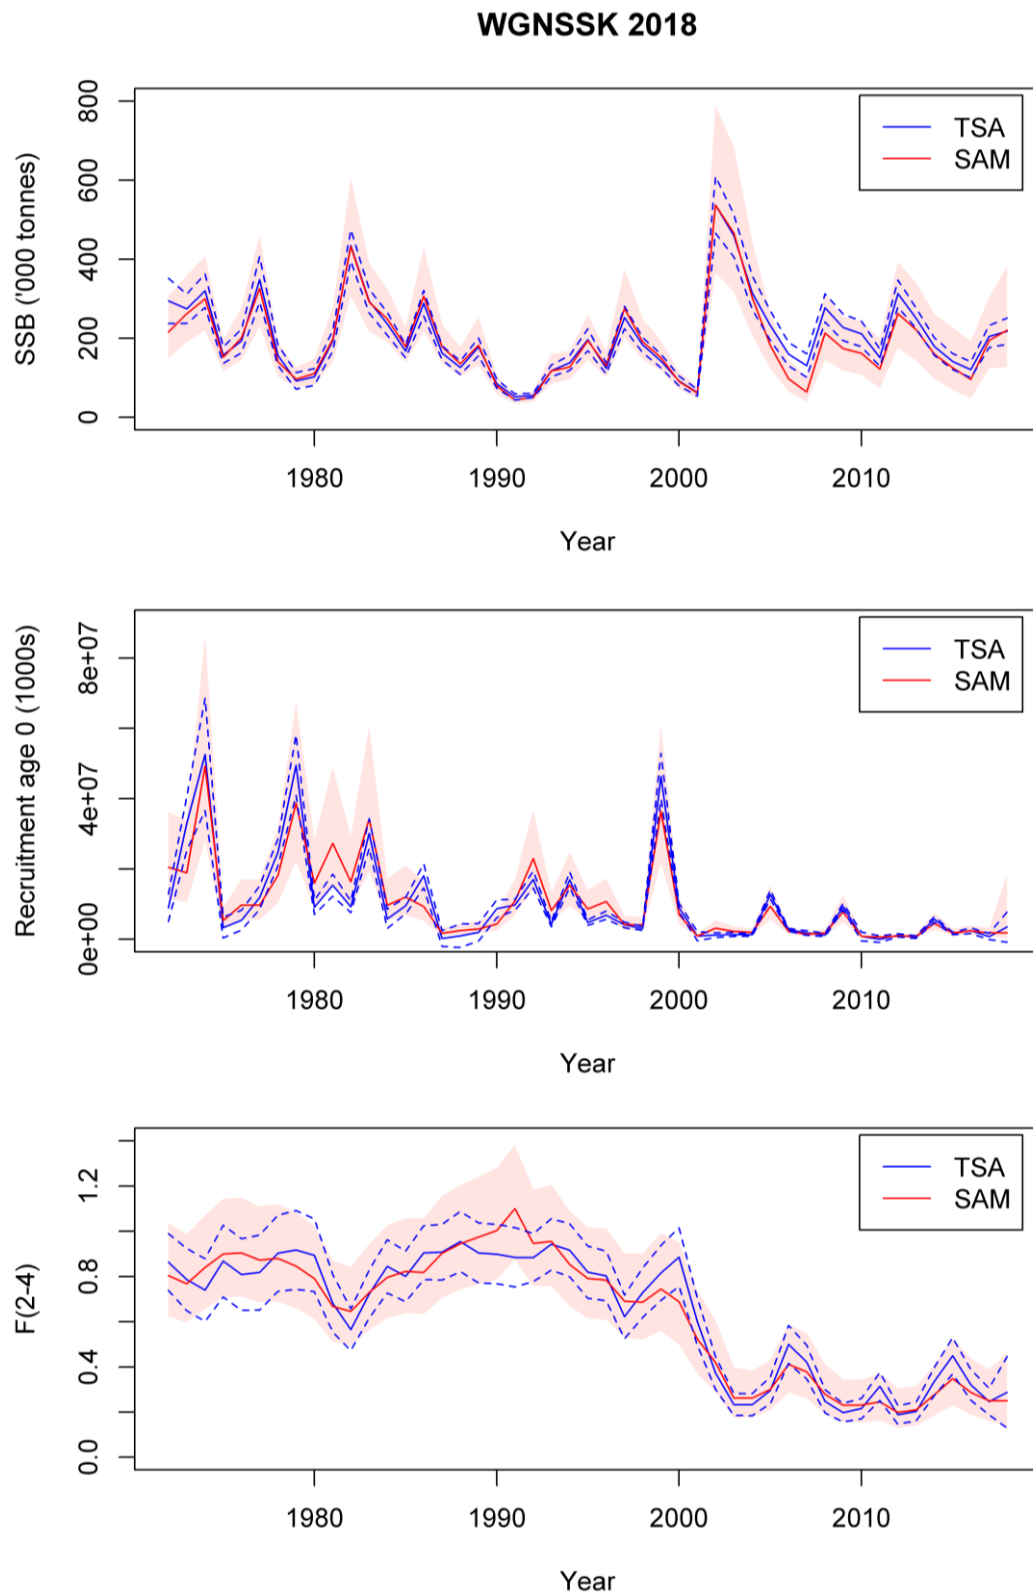 WGNSSK 2018
SSB ('000 tonnes)
800
600
400
200
0
TSA
SAM
1980
1990
2000
2010
Year
Recruitment age 0 (1000s)
8e+07
4e+07
0e+00
TSA
SAM
1980
1990
2000
2010
Year
F(2-4)
1.2
0.8
0.4
0.0
TSA
SAM
1980
1990
2000
2010
Year